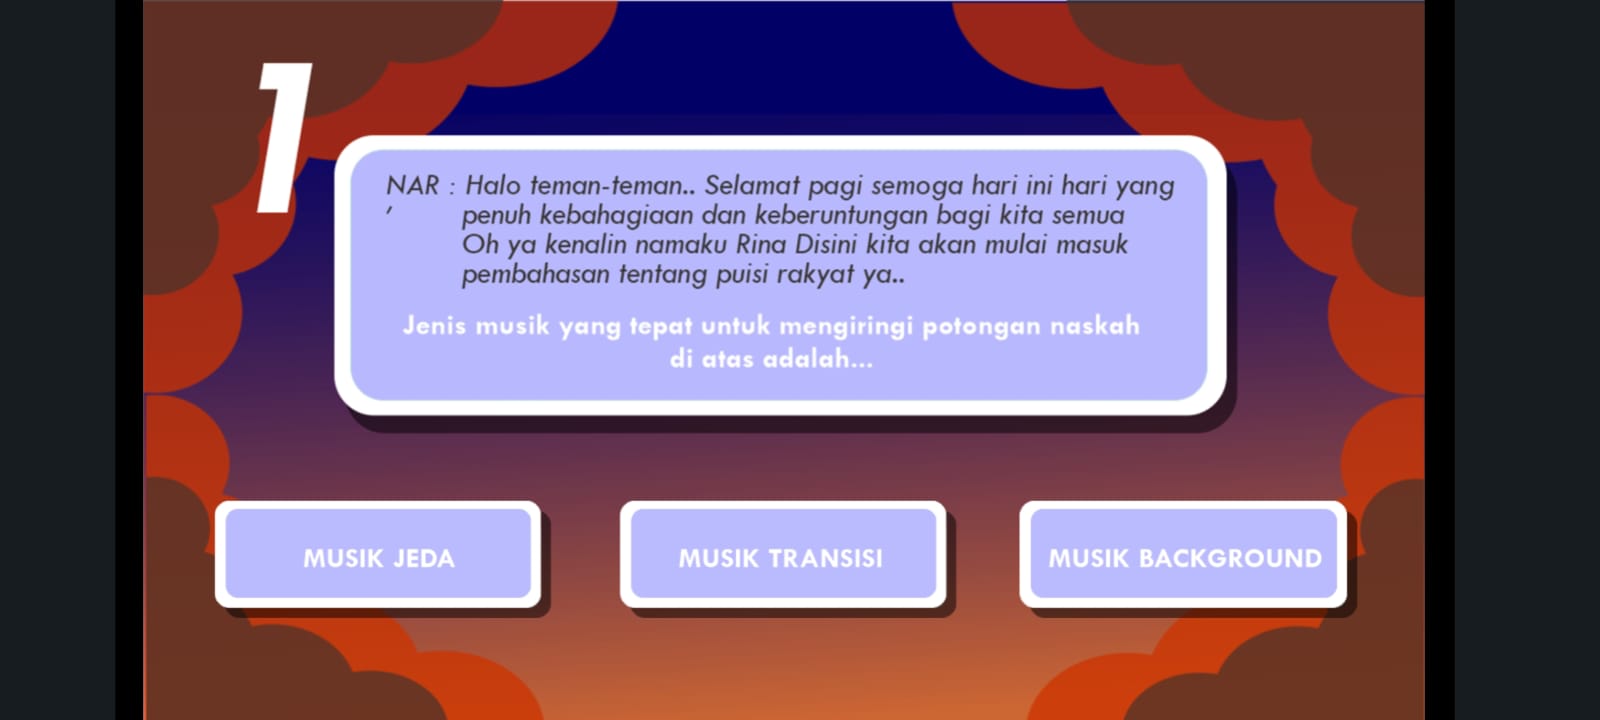 1
NAR : Halo teman-teman.. Selamat pagi semoga hari ini hari yang
' penuh kebahagiaan dan keberuntungan bagi kita semua
Oh ya kenalin namaku Rina Disini kita akan mulai masuk
pembahasan tentang puisi rakyat ya..
Jenis musik yang tepat untuk mengiringi potongan naskah
di atas adalah...
MUSIK JEDA
MUSIK TRANSISI
MUSIK BACKGROUND